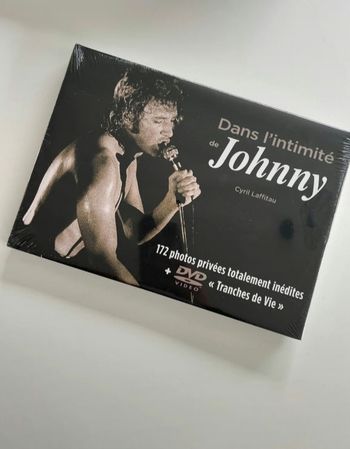 Dans l'intimité
de Johnny
Cyril Laffitau
172 photos privées totalement inédites
+ DVD VIDEO « Tranches de Vie »